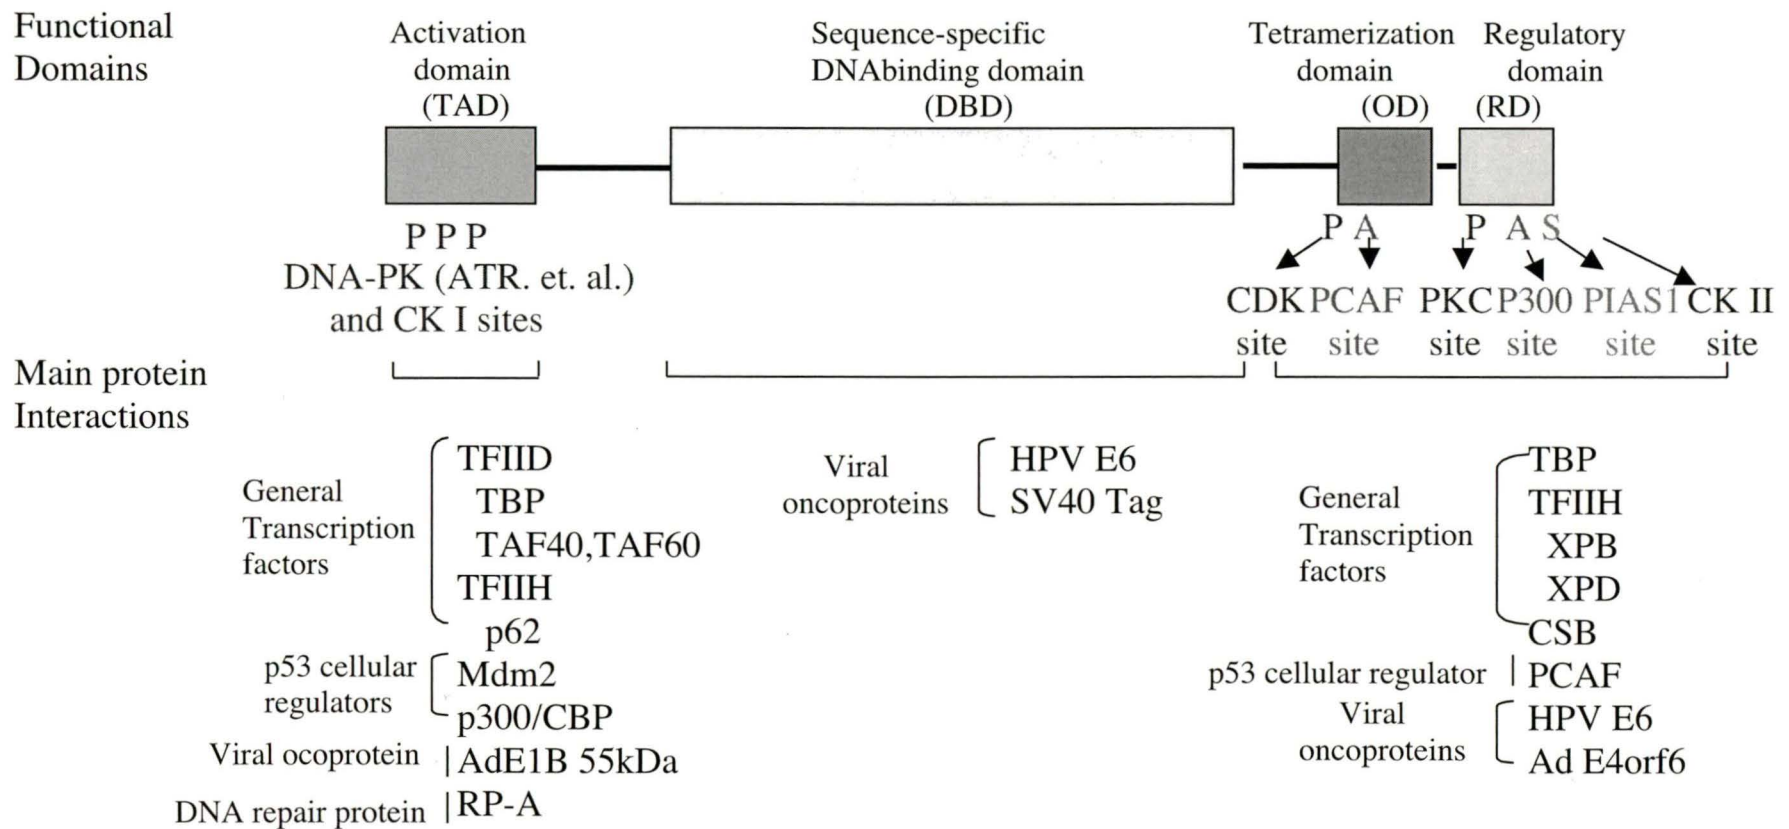 Functional
Domains
Activation
domain
(TAD)
Sequence-specific
DNAbinding domain
(DBD)
Tetramerization
domain
(OD)
Regulatory
domain
(RD)
P P P
DNA-PK (ATR. et. al.)
and CK I sites
P A
P A S
CDK PCAF PKC P300 PIAS1 CK II
site site site site site site
Main protein
Interactions
General
Transcription
factors
TFIID
TBP
TAF40,TAF60
TFIIH
p62
p53 cellular
regulators
Mdm2
p300/CBP
Viral ocoprotein
AdE1B 55kDa
DNA repair protein
RP-A
Viral
oncoproteins
HPV E6
SV40 Tag
General
Transcription
factors
TBP
TFIIH
XPB
XPD
CSB
p53 cellular regulator
PCAF
Viral
oncoproteins
HPV E6
Ad E4orf6